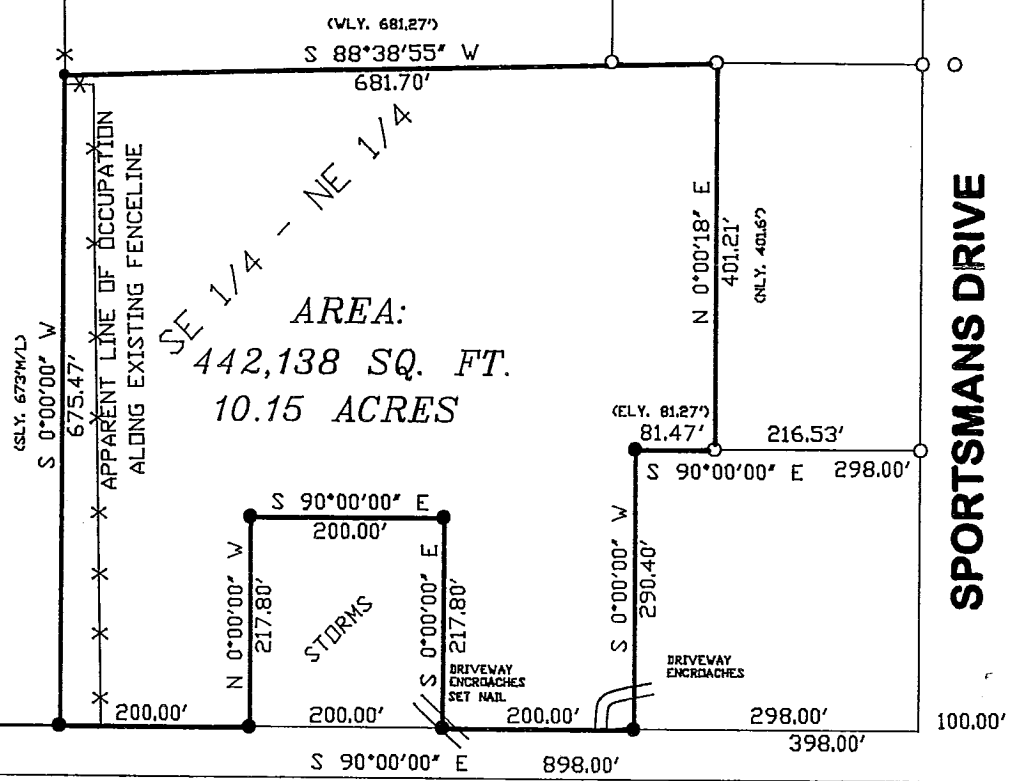 (WLY. 681.27')
S 88°38'55" W
681.70'
SE 1/4 - NE 1/4
APPARENT LINE OF OCCUPATION
ALONG EXISTING FENCELINE
(SLY. 673'M/L)
S 0°00'00" W
675.47'
AREA:
442,138 SQ. FT.
10.15 ACRES
N 0°00'18" E
401.21'
(NLY. 401.6')
SPORTSMANS DRIVE
(ELY. 81.27')
81.47'
216.53'
S 90°00'00" E
298.00'
S 90°00'00" E
200.00'
N 0°00'00" W
217.80'
STORMS
S 0°00'00" E
217.80'
S 0°00'00" W
290.40'
DRIVEWAY
ENCROACHES
SET NAIL
DRIVEWAY
ENCROACHES
200.00'
200.00'
200.00'
298.00'
100.00'
398.00'
S 90°00'00" E
898.00'